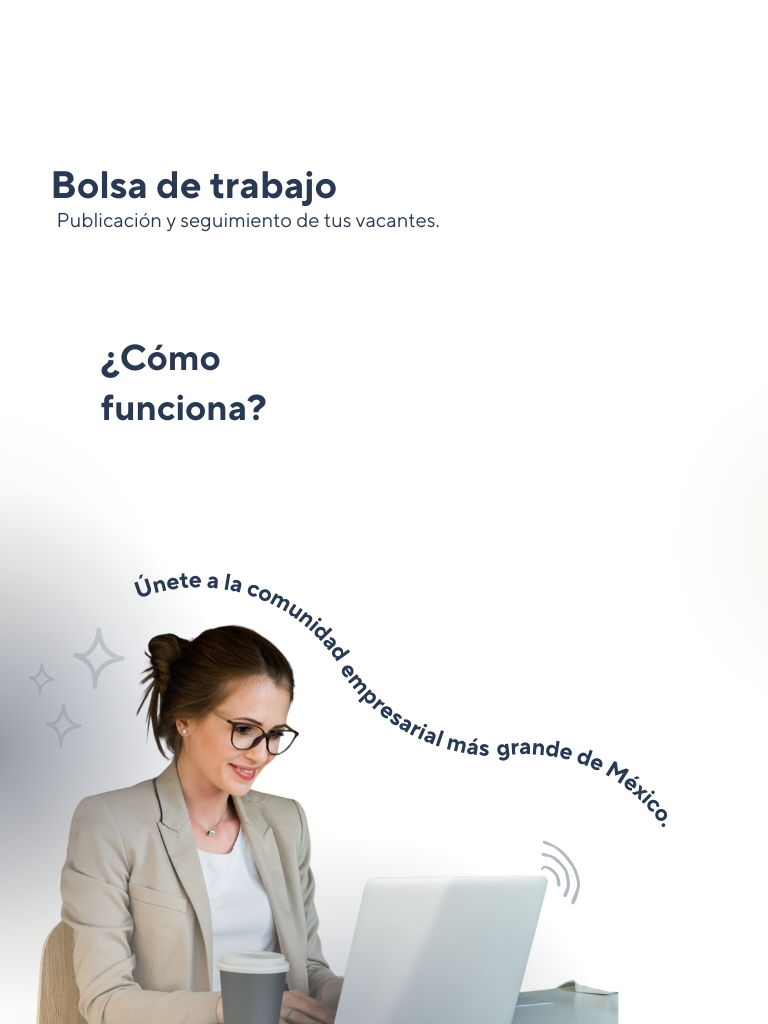 Bolsa de trabajo
Publicación y seguimiento de tus vacantes.
¿Cómo
funciona?
Únete a la comunidad empresarial más grande de México.